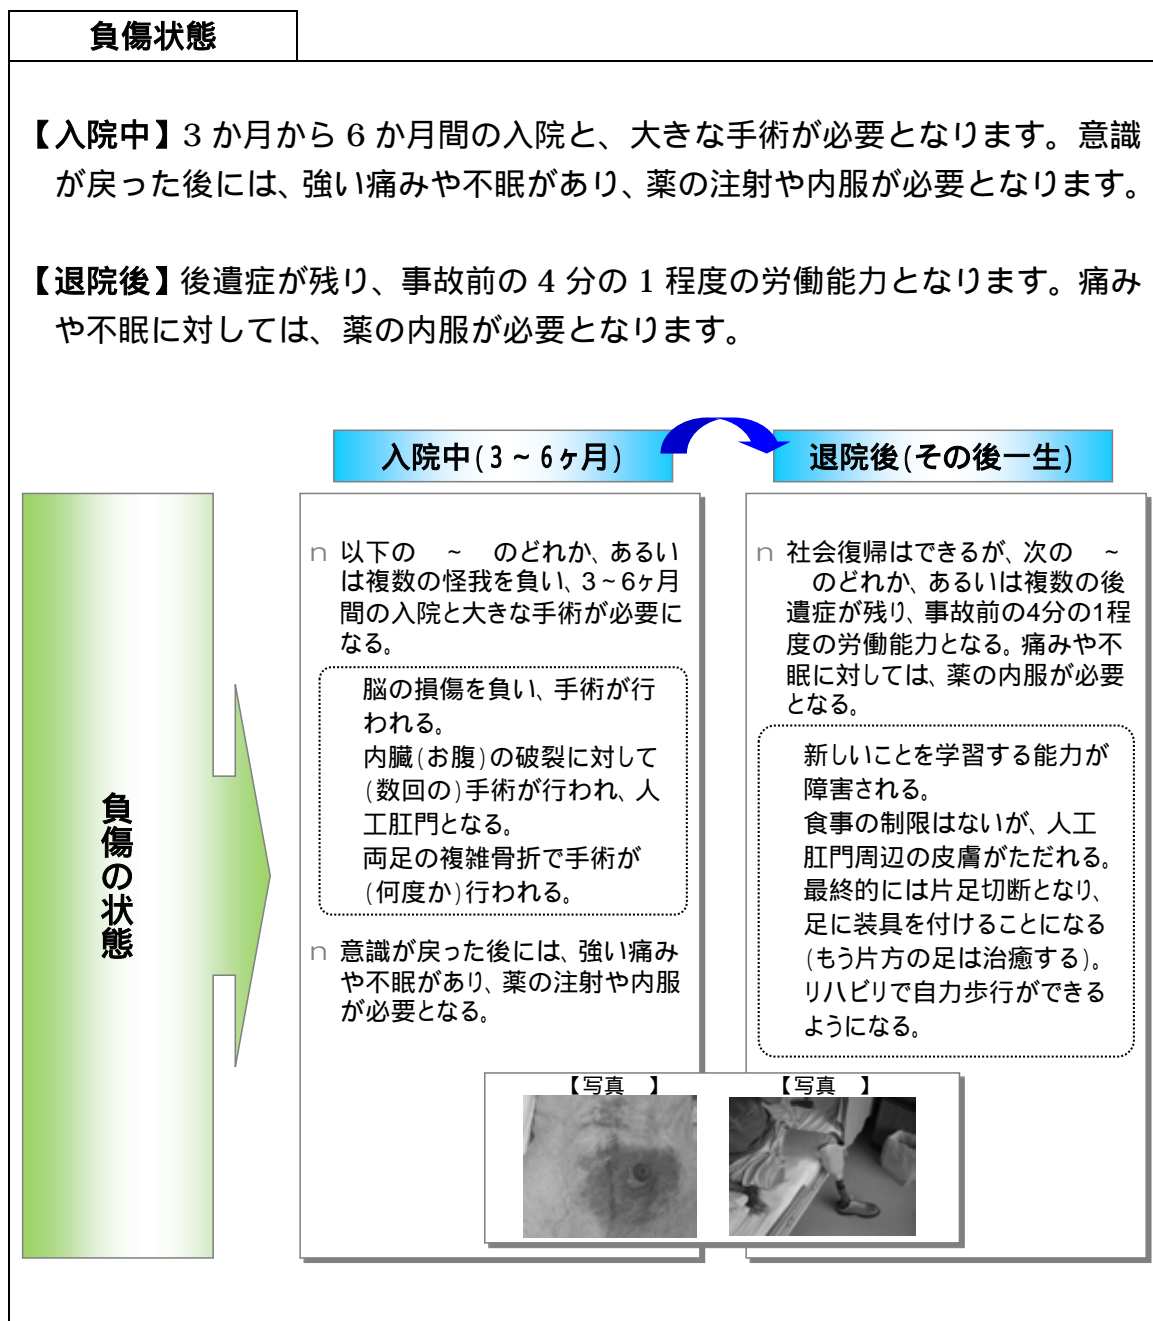 負傷状態
【入院中】3 か月から 6 か月間の入院と、大きな手術が必要となります。意識
が戻った後には、強い痛みや不眠があり、薬の注射や内服が必要となります。
【退院後】後遺症が残り、事故前の 4 分の 1 程度の労働能力となります。痛み
や不眠に対しては、薬の内服が必要となります。
入院中(3~6ヶ月)
退院後(その後一生)
負傷の状態
n 以下の ~ のどれか、あるい
は複数の怪我を負い、3~6ヶ月
間の入院と大きな手術が必要に
なる。
脳の損傷を負い、手術が行
われる。
内臓(お腹)の破裂に対して
(数回の)手術が行われ、人
工肛門となる。
両足の複雑骨折で手術が
(何度か)行われる。
n 意識が戻った後には、強い痛み
や不眠があり、薬の注射や内服
が必要となる。
n 社会復帰はできるが、次の ~
のどれか、あるいは複数の後
遺症が残り、事故前の4分の1程
度の労働能力となる。痛みや不
眠に対しては、薬の内服が必要
となる。
新しいことを学習する能力が
障害される。
食事の制限はないが、人工
肛門周辺の皮膚がただれる。
最終的には片足切断となり、
足に装具を付けることになる
(もう片方の足は治癒する)。
リハビリで自力歩行ができる
ようになる。
【写真 】
【写真 】